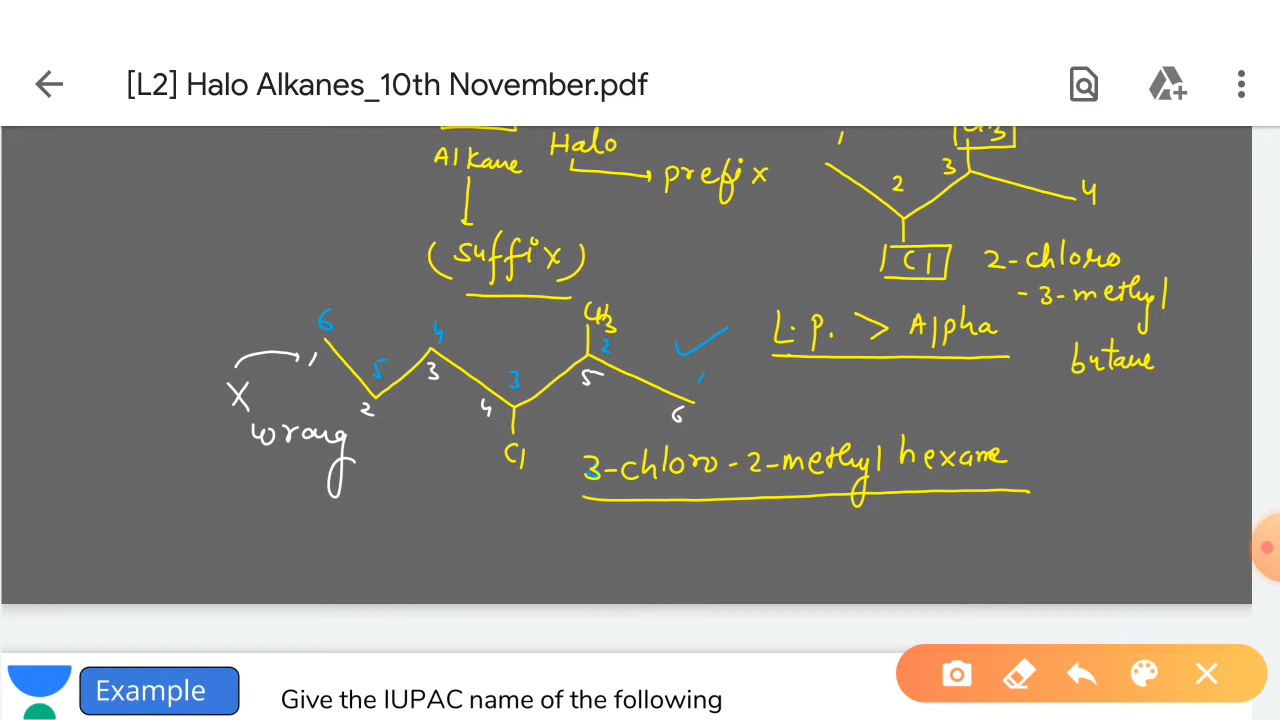 [L2] Halo Alkanes_10th November.pdf
Alkane
Halo
prefix
(suffix)
1
2
3
4
Cl
2-chloro
-3-methyl
butane
L.P. > Alpha
6
5
4
3
2
1
CH3
1
2
3
4
5
6
Cl
X
wrong
3-chloro-2-methyl hexane
Example
Give the IUPAC name of the following